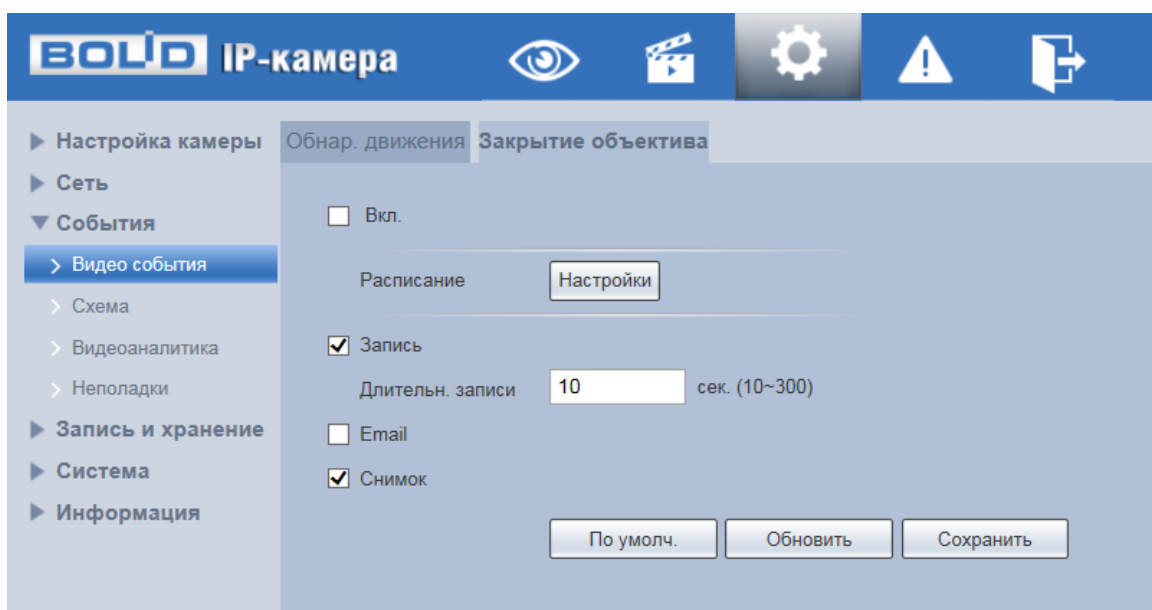 BOLID IP-камера
Настройка камеры
Сеть
События
Видео события
Схема
Видеоаналитика
Неполадки
Запись и хранение
Система
Информация
Обнар. движения Закрытие объектива
Вкл.
Расписание Настройки
Запись
Длительн. записи 10 сек. (10~300)
Email
Снимок
По умолч. Обновить Сохранить